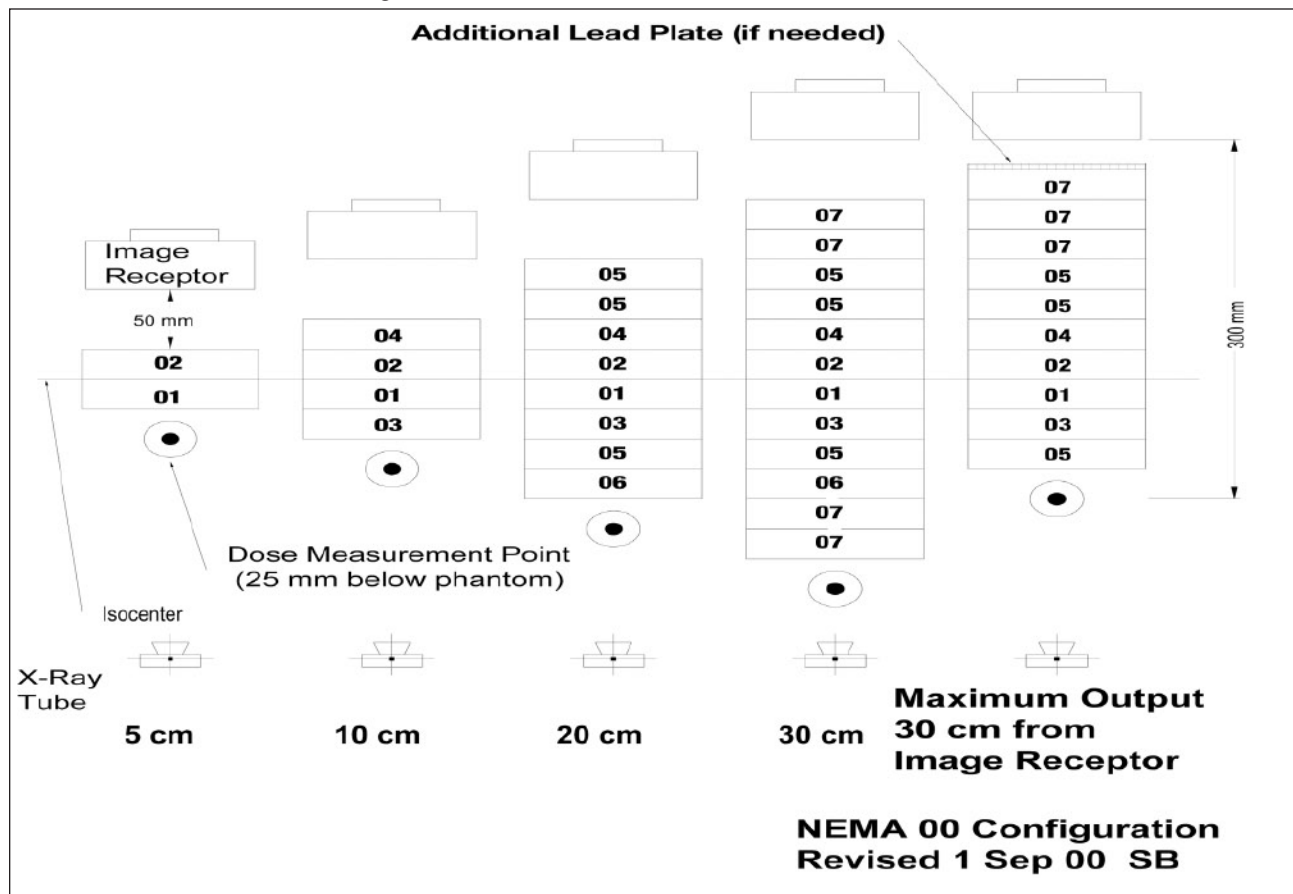 Additional Lead Plate (if needed)
Image
Receptor
50 mm
02
01
04
02
01
03
05
05
04
02
01
03
05
06
07
07
05
05
04
02
01
03
05
06
07
07
07
07
07
05
05
04
02
01
03
05
300 mm
Dose Measurement Point
(25 mm below phantom)
Isocenter
X-Ray
Tube
5 cm
10 cm
20 cm
30 cm
Maximum Output
30 cm from
Image Receptor
NEMA 00 Configuration
Revised 1 Sep 00 SB